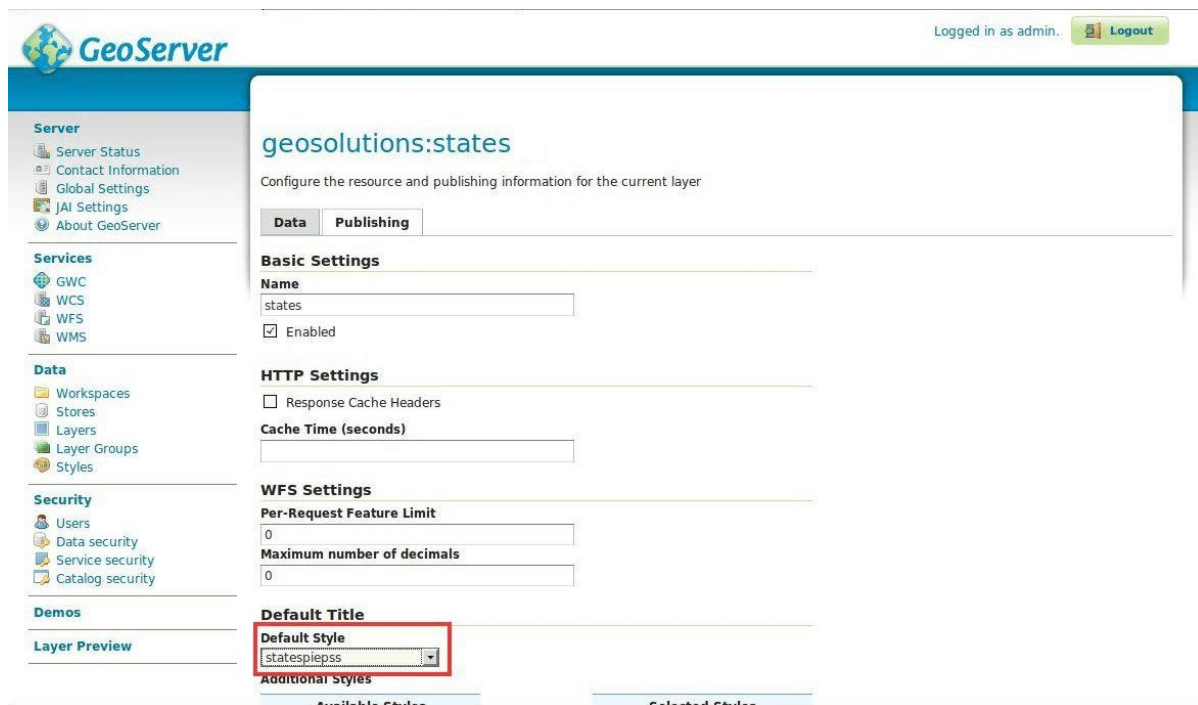 GeoServer
Logged in as admin.
Logout
Server
Server Status
Contact Information
Global Settings
JAI Settings
About GeoServer
Services
GWC
WCS
WFS
WMS
Data
Workspaces
Stores
Layers
Layer Groups
Styles
Security
Users
Data security
Service security
Catalog security
Demos
Layer Preview
geosolutions:states
Configure the resource and publishing information for the current layer
Data
Publishing
Basic Settings
Name
states
Enabled
HTTP Settings
Response Cache Headers
Cache Time (seconds)
WFS Settings
Per-Request Feature Limit
0
Maximum number of decimals
0
Default Title
Default Style
statespiepss
Additional Styles
Available Styles
Selected Styles